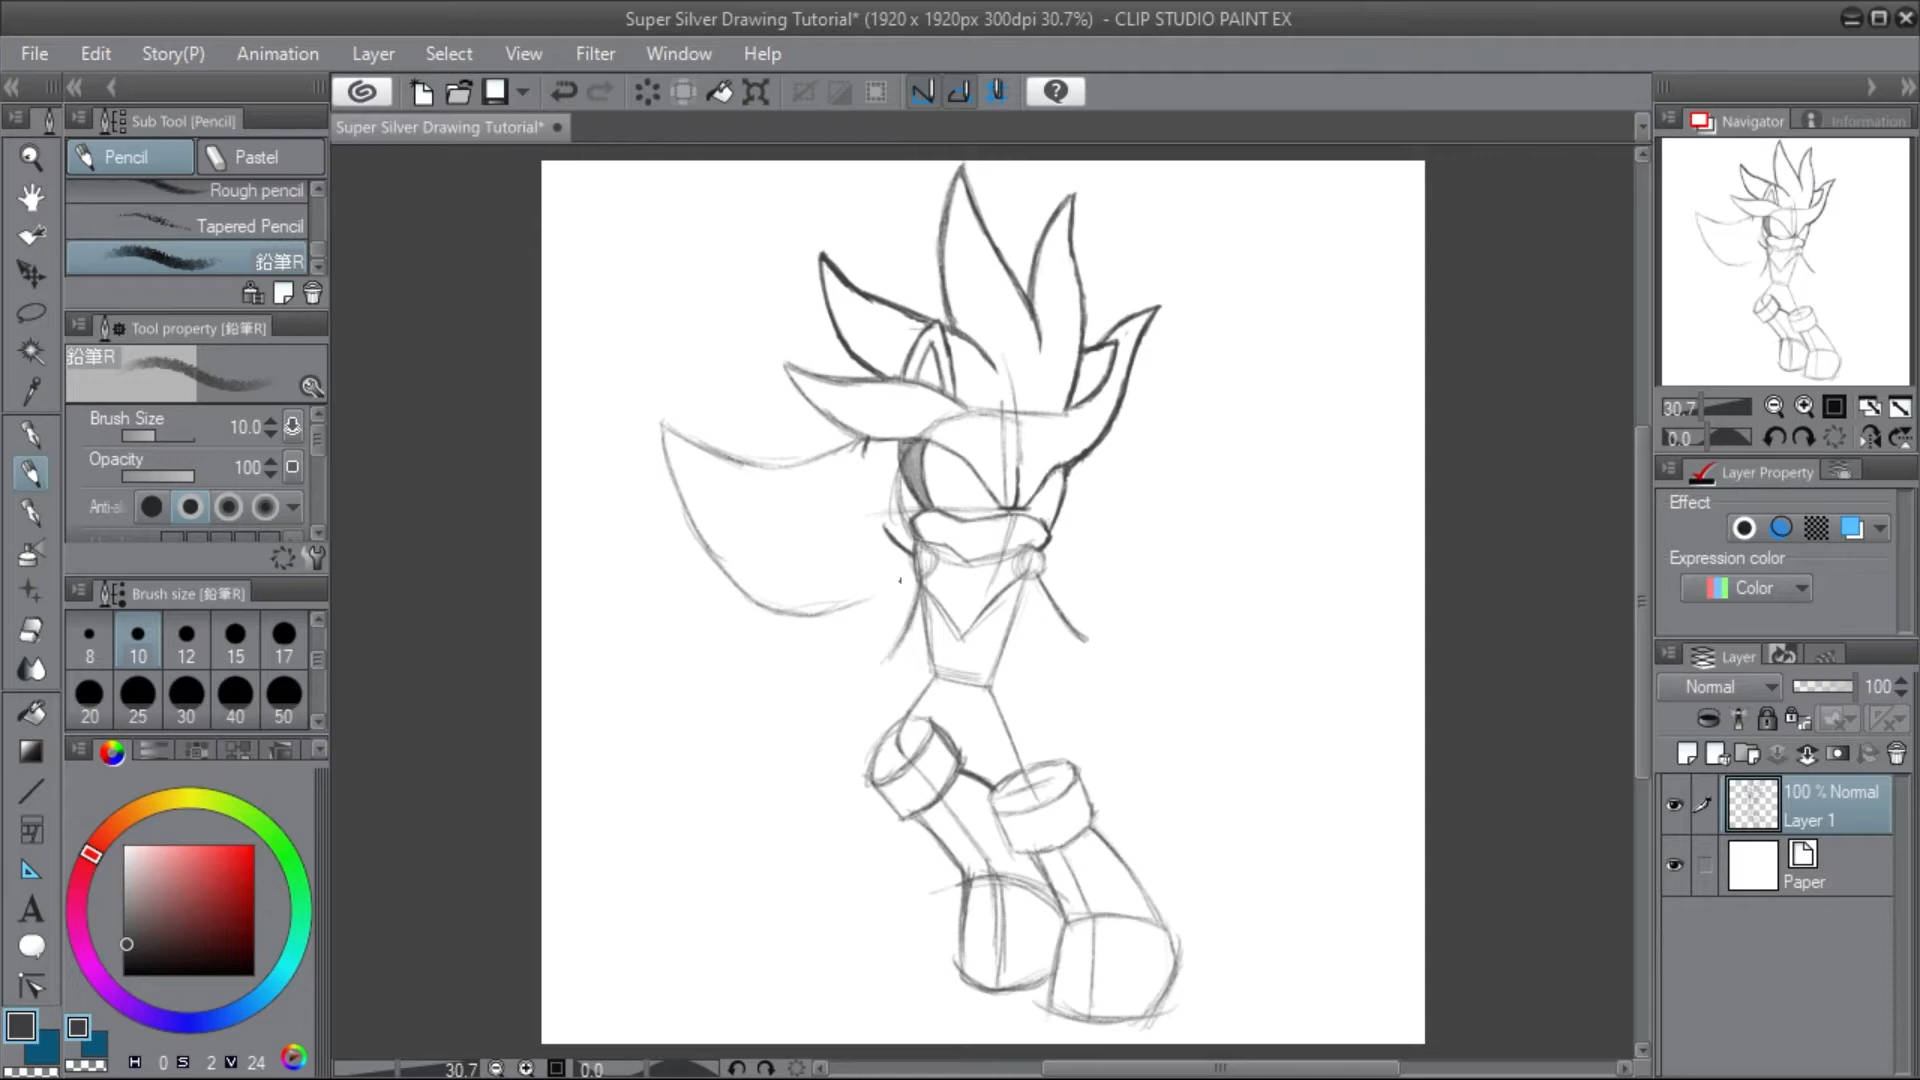 Super Silver Drawing Tutorial* (1920 x 1920px 300dpi 30.7%) - CLIP STUDIO PAINT EX
File Edit Story(P) Animation Layer Select View Filter Window Help
Sub Tool [Pencil]
Super Silver Drawing Tutorial*
Navigator Information
Pencil Pastel
Rough pencil
Tapered Pencil
鉛筆R
Tool property [鉛筆R]
鉛筆R
Brush Size 10.0
Opacity 100
Anti-al
Brush size [鉛筆R]
8 10 12 15 17
20 25 30 40 50
H 0 S 2 V 24
30.7 0.0
30.7
0.0
Layer Property
Effect
Expression color
Color
Layer
Normal 100
100 % Normal
Layer 1
Paper